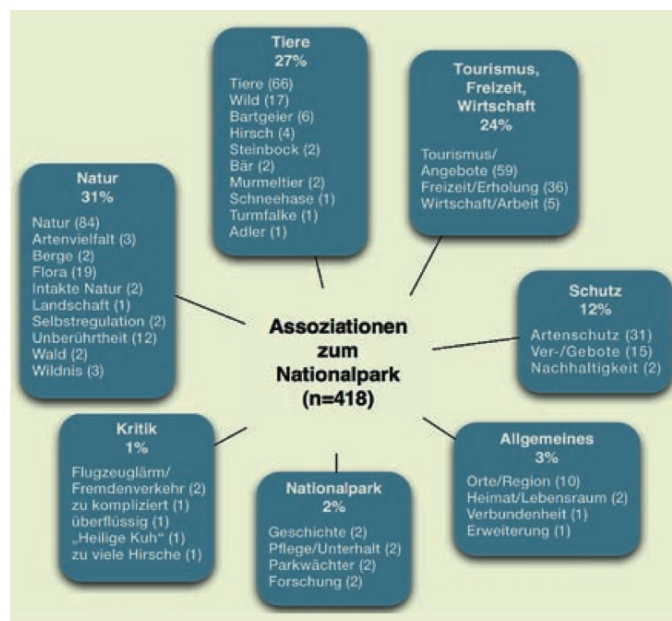 Tiere
27%
Tiere (66)
Wild (17)
Bartgeier (6)
Hirsch (4)
Steinbock (2)
Bär (2)
Murmeltier (2)
Schneehase (1)
Turmfalke (1)
Adler (1)
Tourismus,
Freizeit,
Wirtschaft
24%
Tourismus/
Angebote (59)
Freizeit/Erholung (36)
Wirtschaft/Arbeit (5)
Natur
31%
Natur (84)
Artenvielfalt (3)
Berge (2)
Flora (19)
Intakte Natur (2)
Landschaft (1)
Selbstregulation (2)
Unberührtheit (12)
Wald (2)
Wildnis (3)
Schutz
12%
Artenschutz (31)
Ver-/Gebote (15)
Nachhaltigkeit (2)
Assoziationen
zum
Nationalpark
(n=418)
Kritik
1%
Flugzeuglärm/
Fremdenverkehr (2)
zu kompliziert (1)
überflüssig (1)
„Heilige Kuh“ (1)
zu viele Hirsche (1)
Nationalpark
2%
Geschichte (2)
Pflege/Unterhalt (2)
Parkwächter (2)
Forschung (2)
Allgemeines
3%
Orte/Region (10)
Heimat/Lebensraum (2)
Verbundenheit (1)
Erweiterung (1)